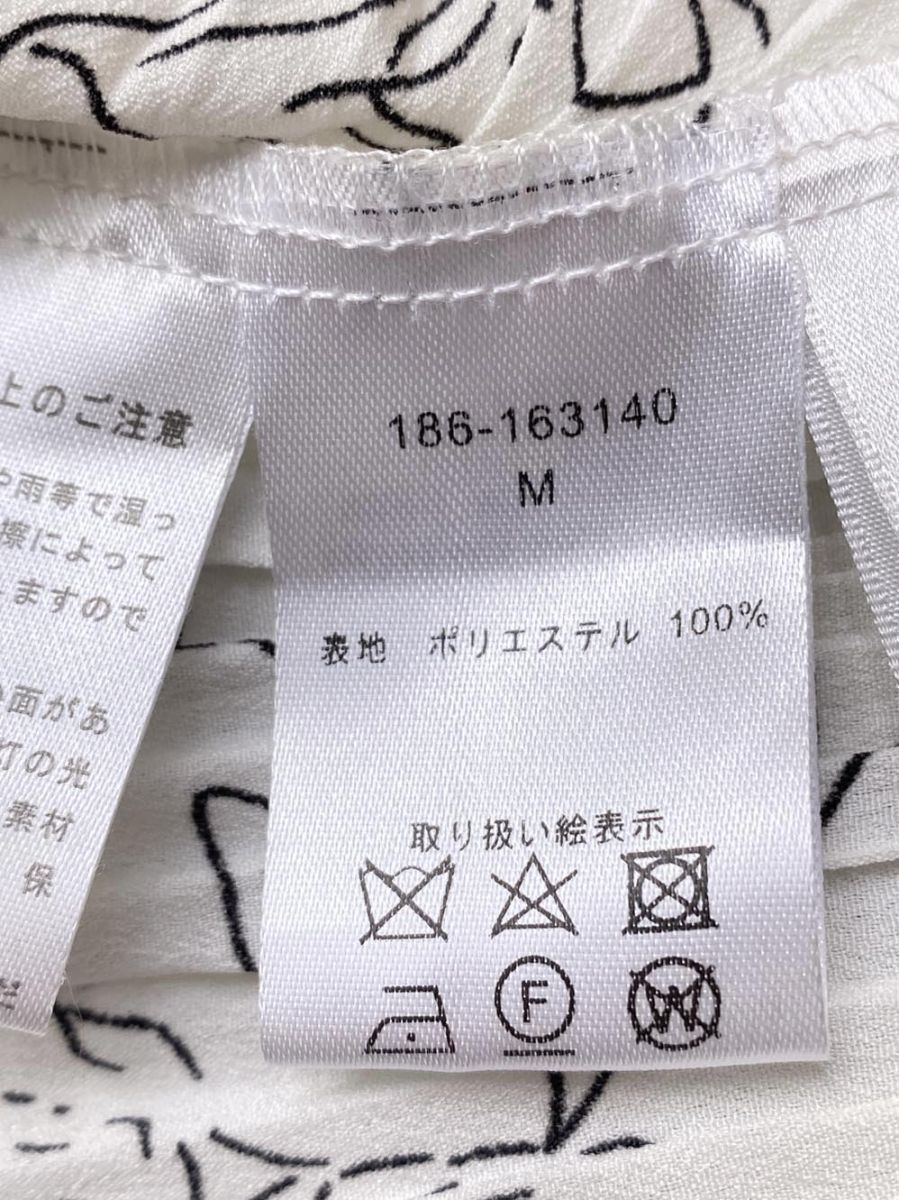 上のご注意
や雨等で湿っ
擦によって
しますので
面があ
灯の光
素材
保
186-163140
M
表地 ポリエステル 100%
取り扱い絵表示
F
W